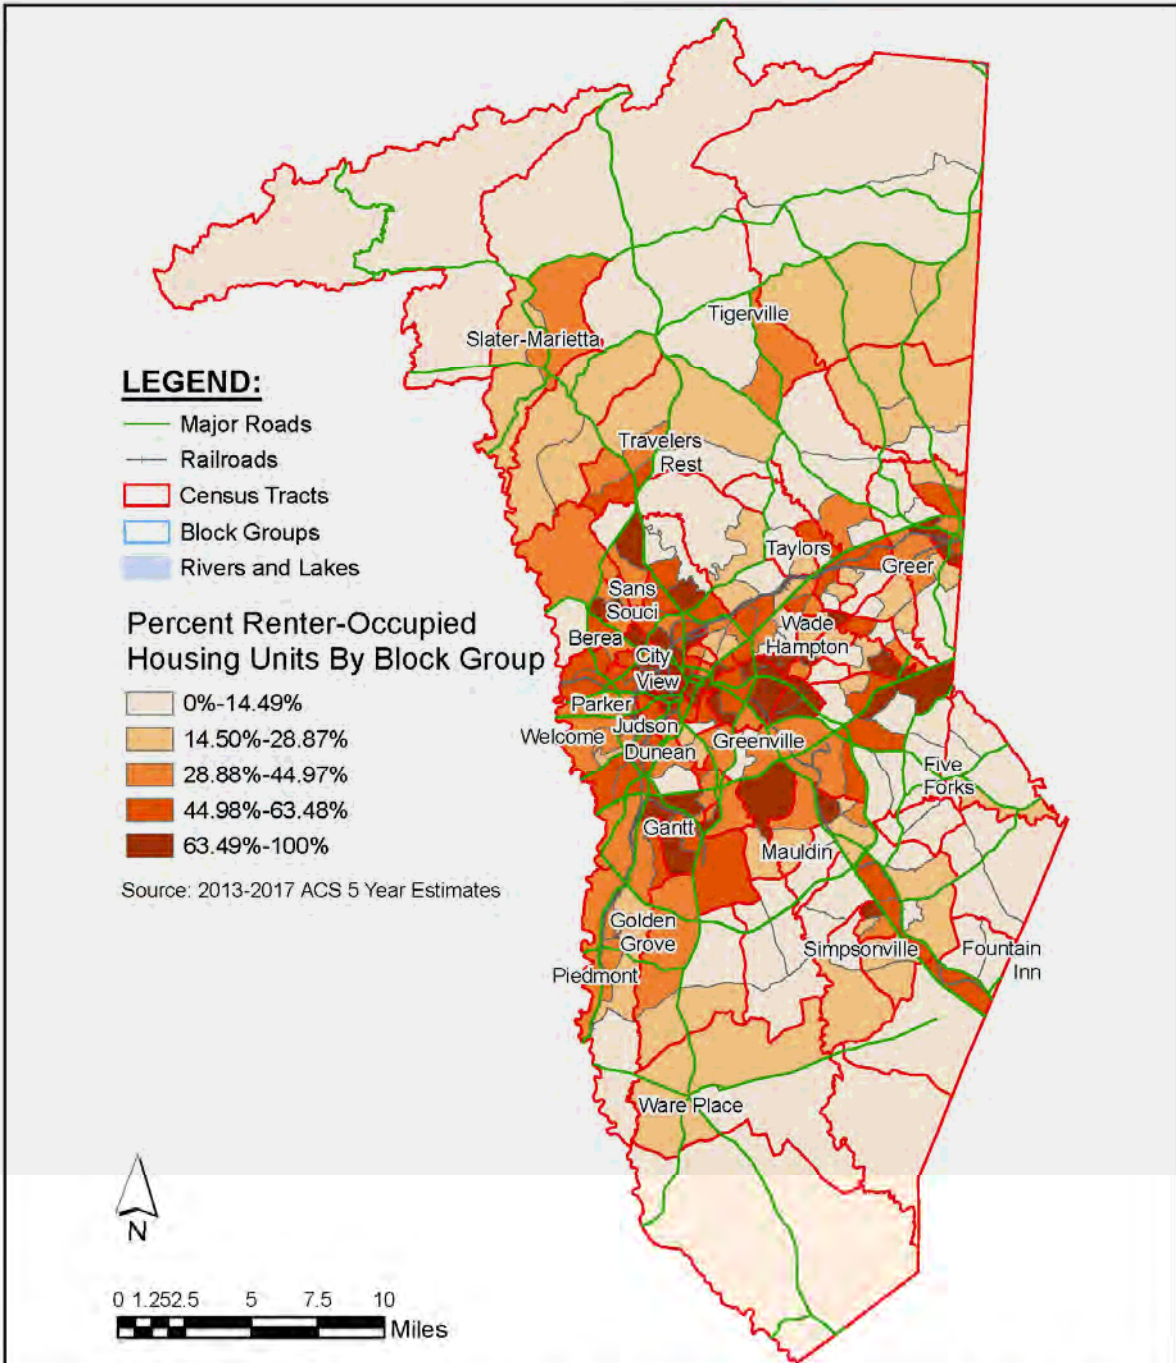 Tigerville
Slater-Marietta
LEGEND:
Major Roads
Railroads
Census Tracts
Block Groups
Rivers and Lakes
Percent Renter-Occupied
Housing Units By Block Group
0%-14.49%
14.50%-28.87%
28.88%-44.97%
44.98%-63.48%
63.49%-100%
Source: 2013-2017 ACS 5 Year Estimates
Travelers
Rest
Taylors
Greer
Sans
Souci
Wade
Hampton
Berea
City
View
Parker
Judson
Welcome
Dunean
Greenville
Five
Forks
Gantt
Mauldin
Golden
Grove
Simpsonville
Fountain
Inn
Piedmont
Ware Place
N
0 1.252.5 5 7.5 10
Miles